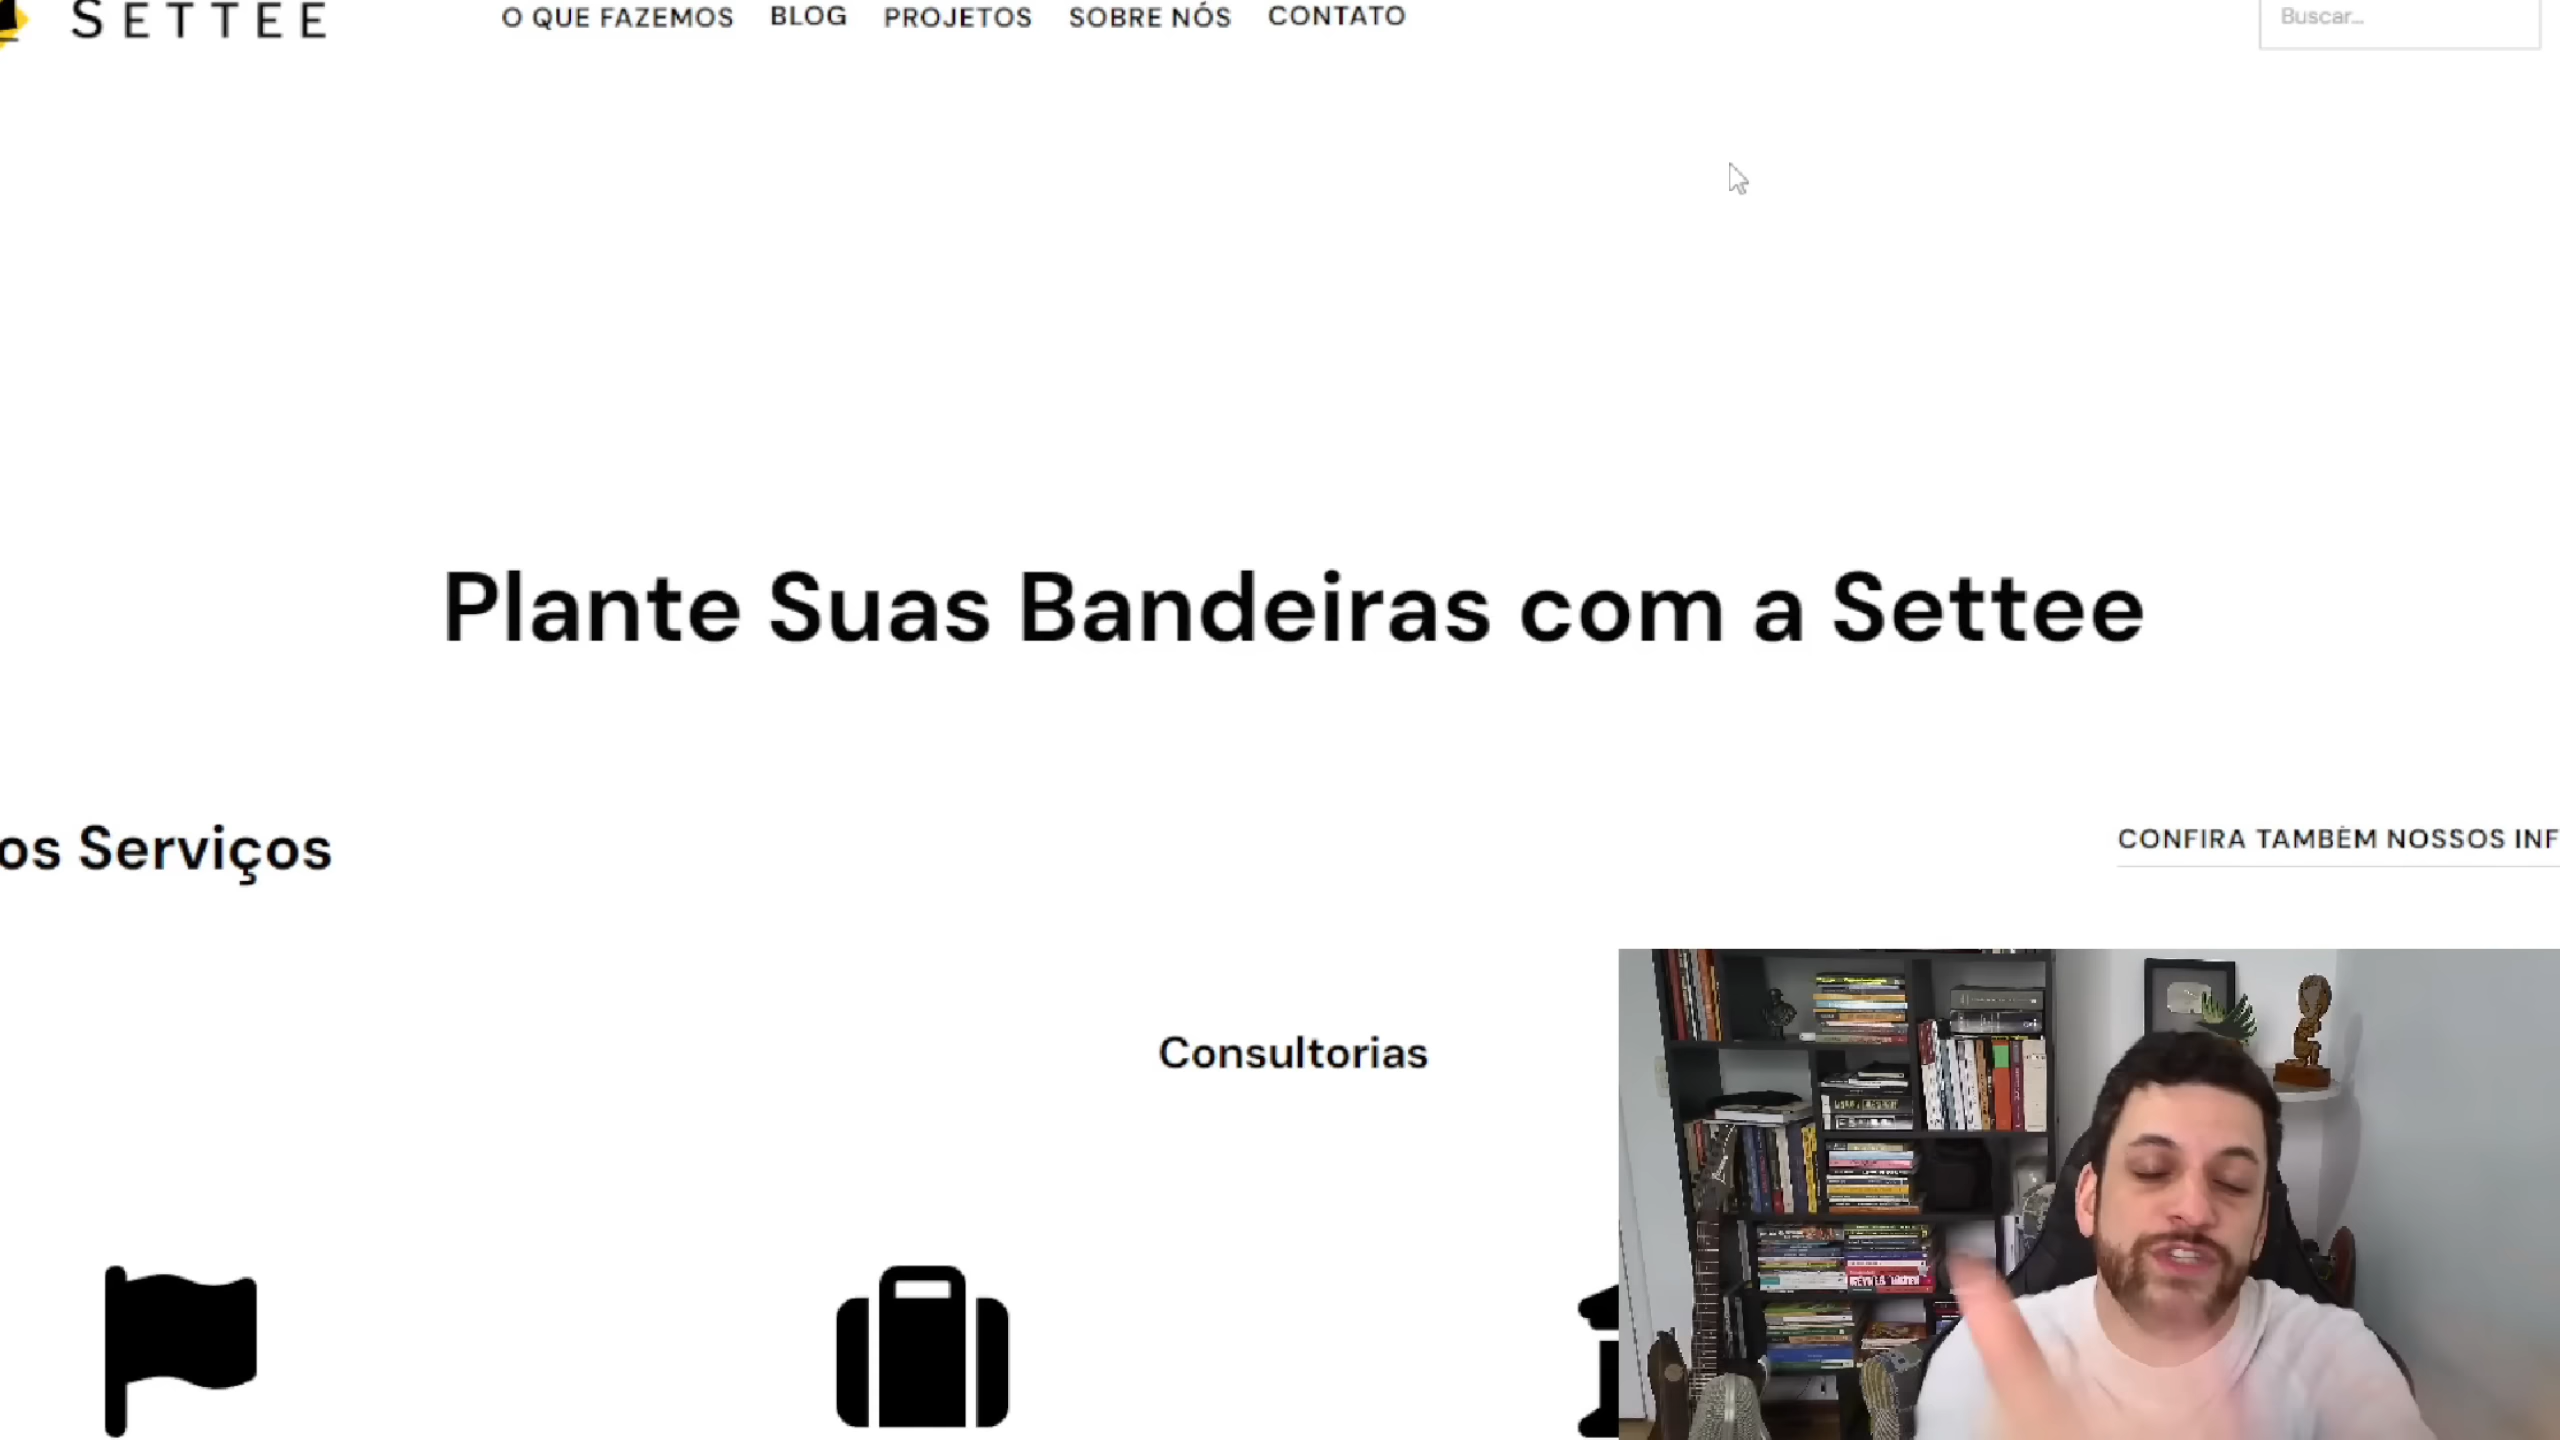 SETTEE
O QUE FAZEMOS BLOG PROJETOS SOBRE NÓS CONTATO
Buscar...
Plante Suas Bandeiras com a Settee
os Serviços
CONFIRA TAMBÉM NOSSOS INF
Consultorias